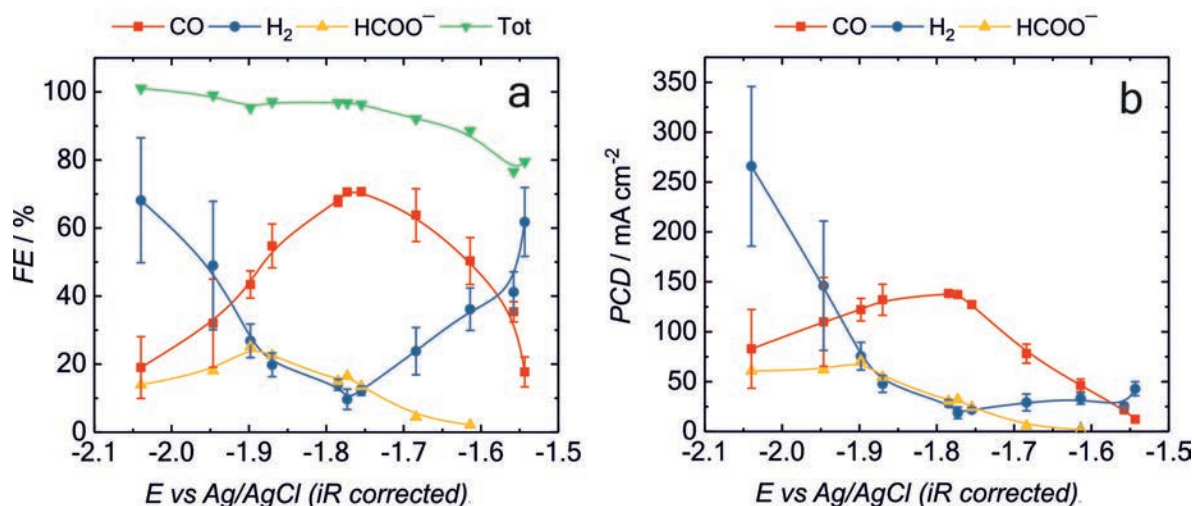 CO H₂ HCOO⁻ Tot
a
100
80
60
40
20
0
FE / %
-2.1 -2.0 -1.9 -1.8 -1.7 -1.6 -1.5
E vs Ag/AgCl (iR corrected)
CO H₂ HCOO⁻
b
350
300
250
200
150
100
50
0
PCD / mA cm⁻²
-2.1 -2.0 -1.9 -1.8 -1.7 -1.6 -1.5
E vs Ag/AgCl (iR corrected)